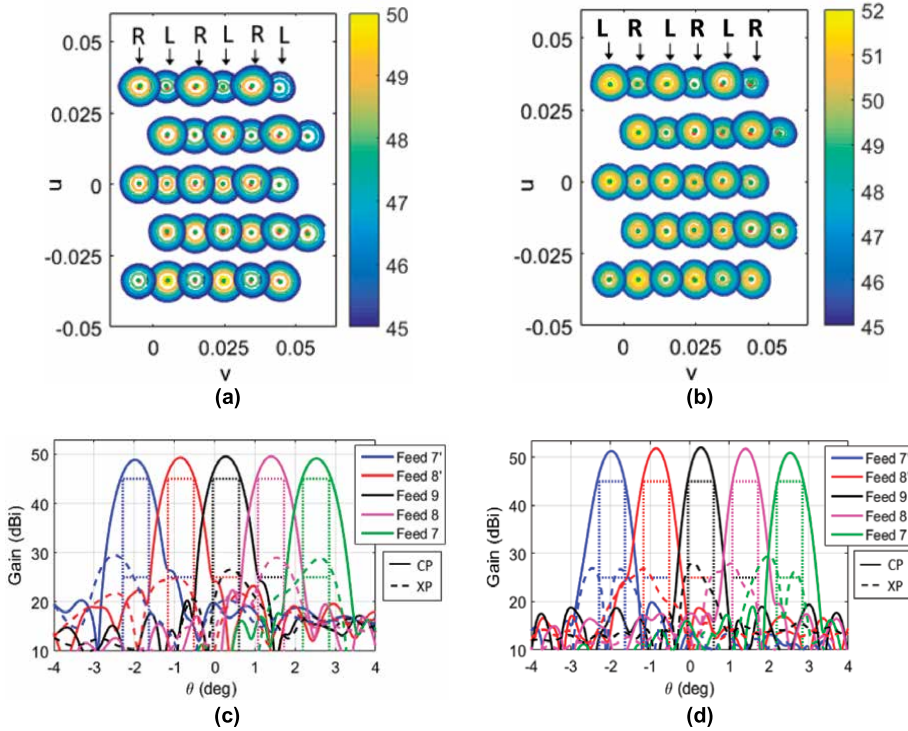 50
0.05
R L R L R L
49
0.025
48
u
0
47
-0.025
46
-0.05
45
0 0.025 0.05
v
(a)
52
0.05
L R L R L R
51
50
0.025
49
u
0
48
47
-0.025
46
-0.05
45
0 0.025 0.05
v
(b)
50
40
30
20
10
Gain (dBi)
Feed 7'
Feed 8'
Feed 9
Feed 8
Feed 7
CP
XP
-4 -3 -2 -1 0 1 2 3 4
θ (deg)
(c)
50
40
30
20
10
Gain (dBi)
Feed 7'
Feed 8'
Feed 9
Feed 8
Feed 7
CP
XP
-4 -3 -2 -1 0 1 2 3 4
θ (deg)
(d)